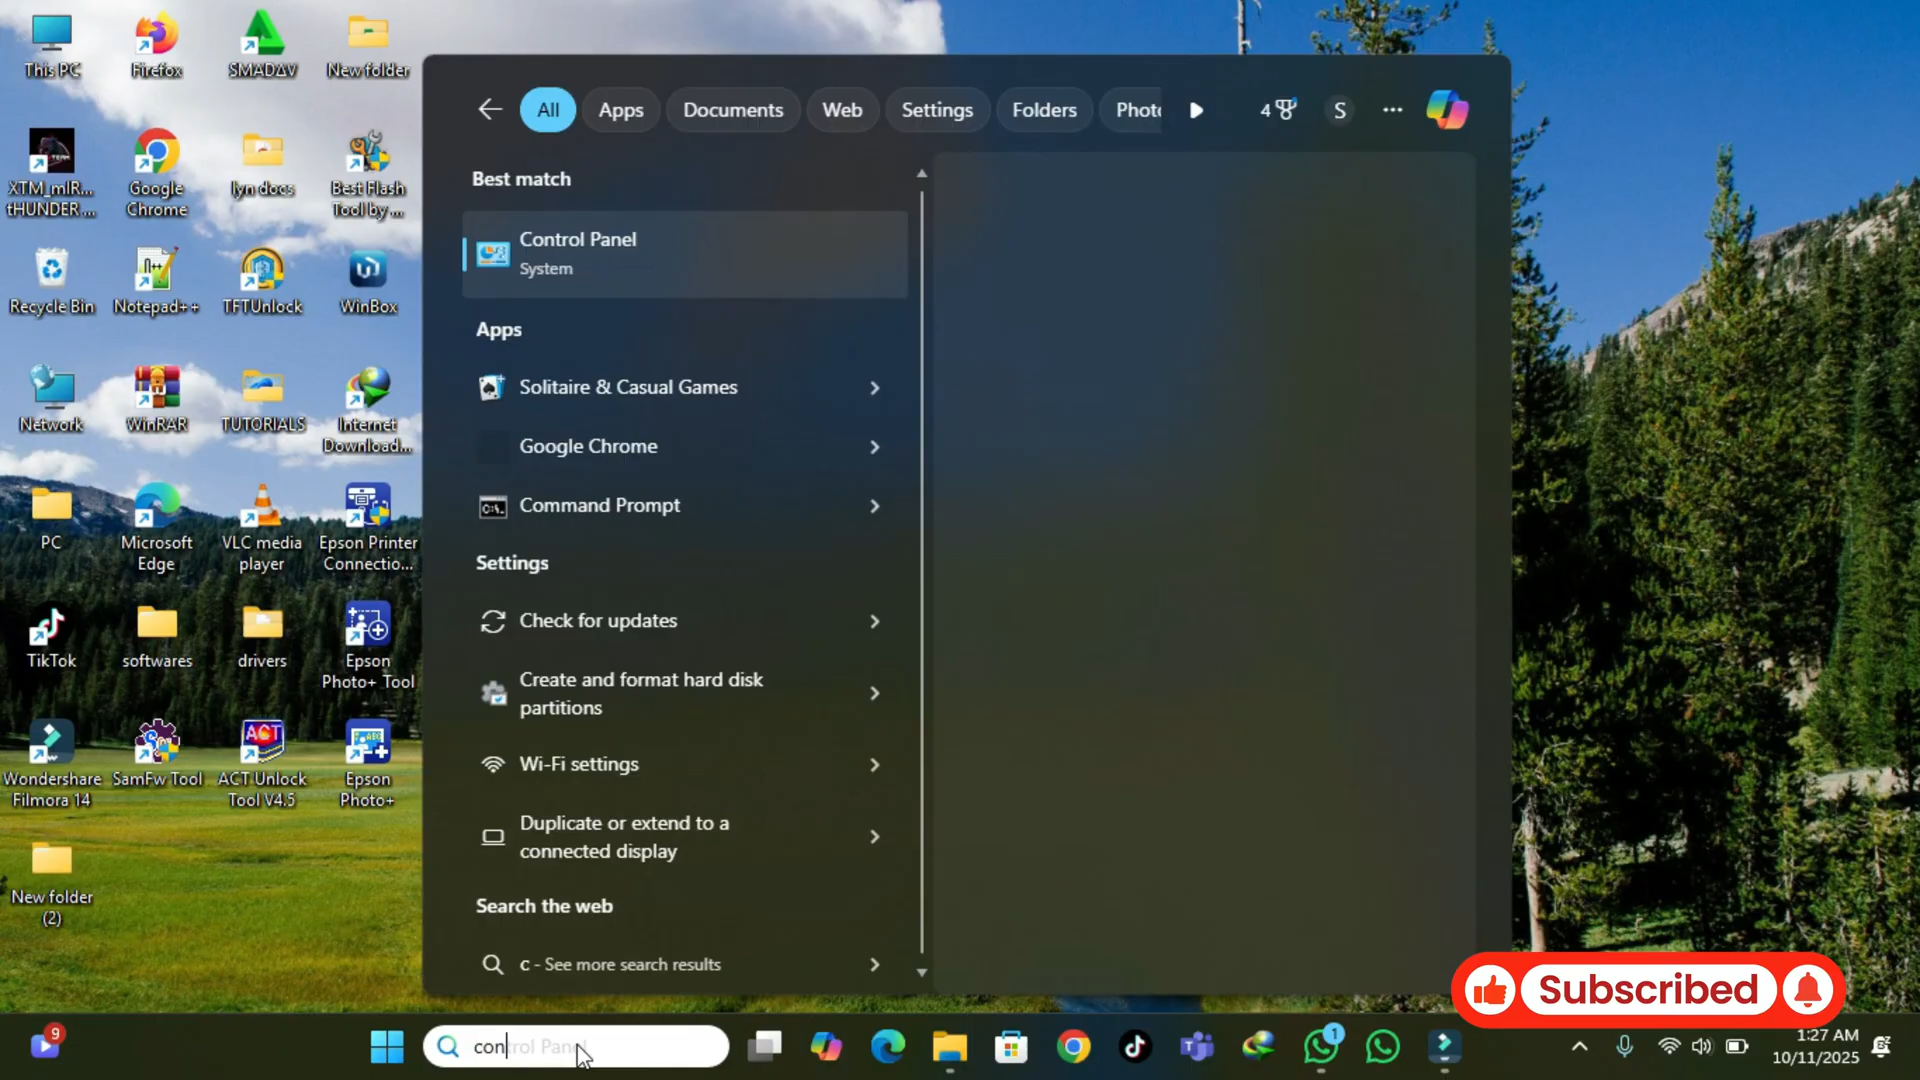 This PC
Firefox
SMADAV
New folder
XTM_mIR...
tHUNDER ...
Google
Chrome
lyn docs
Best Flash
Tool by ...
Recycle Bin
Notepad++
TFTUnlock
WinBox
Network
WinRAR
TUTORIALS
Internet
Download...
PC
Microsoft
Edge
VLC media
player
Epson Printer
Connectio...
TikTok
softwares
drivers
Epson
Photo+ Tool
Wondershare
Filmora 14
SamFw Tool
ACT
ACT Unlock
Tool V4.5
Epson
Photo+
New folder
(2)
All
Apps
Documents
Web
Settings
Folders
Photo
4
S
Best match
Control Panel
System
Apps
Solitaire & Casual Games
Google Chrome
Command Prompt
Settings
Check for updates
Create and format hard disk
partitions
Wi-Fi settings
Duplicate or extend to a
connected display
Search the web
c - See more search results
Subscribed
9
control Panel
1
1:27 AM
10/11/2025